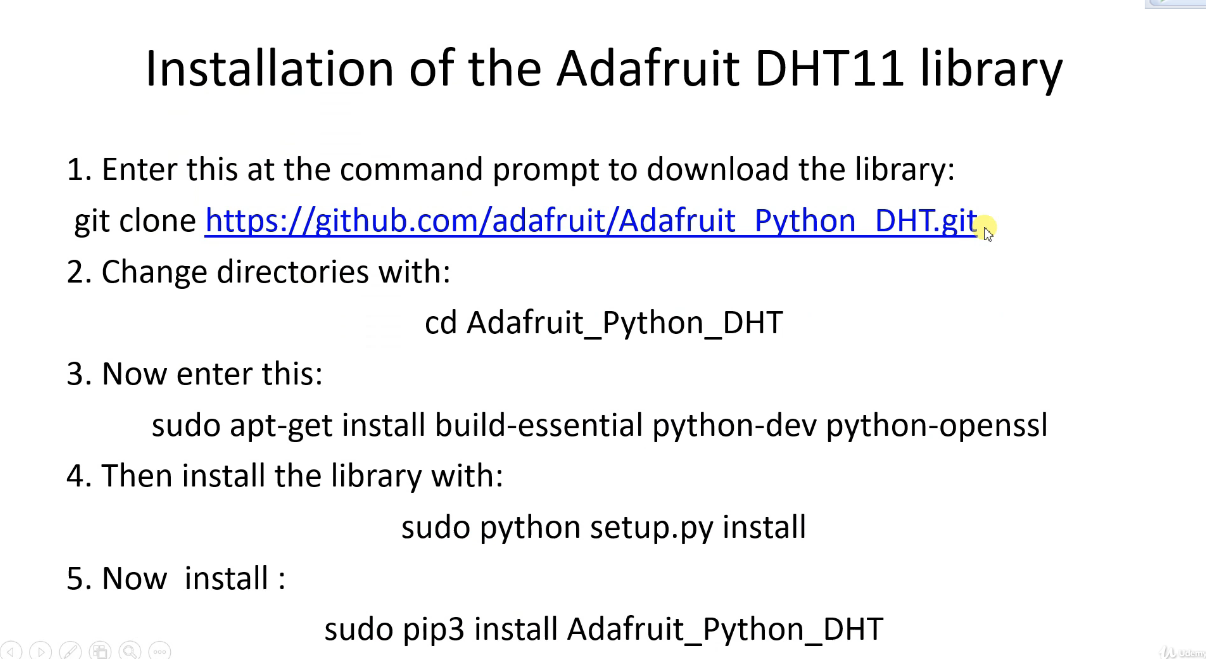 Installation of the Adafruit DHT11 library
1. Enter this at the command prompt to download the library:
git clone https://github.com/adafruit/Adafruit_Python_DHT.git
2. Change directories with:
cd Adafruit_Python_DHT
3. Now enter this:
sudo apt-get install build-essential python-dev python-openssl
4. Then install the library with:
sudo python setup.py install
5. Now  install :
sudo pip3 install Adafruit_Python_DHT
Udemy